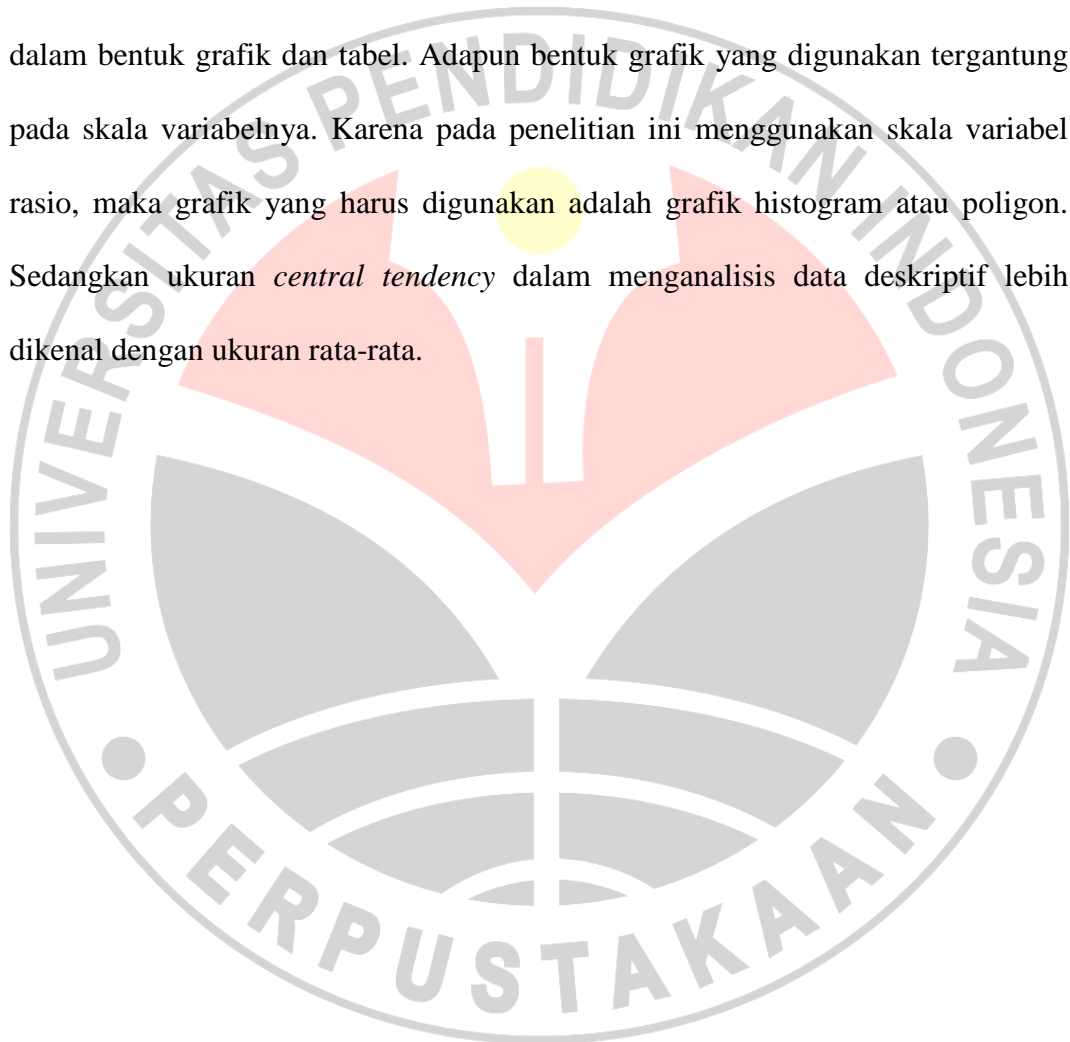 dalam bentuk grafik dan tabel. Adapun bentuk grafik yang digunakan tergantung
pada skala variabelnya. Karena pada penelitian ini menggunakan skala variabel
rasio, maka grafik yang harus digunakan adalah grafik histogram atau poligon.
Sedangkan ukuran central tendency dalam menganalisis data deskriptif lebih
dikenal dengan ukuran rata-rata.
UNIVERSITAS PENDIDIKAN INDONESIA
PERPUSTAKAAN